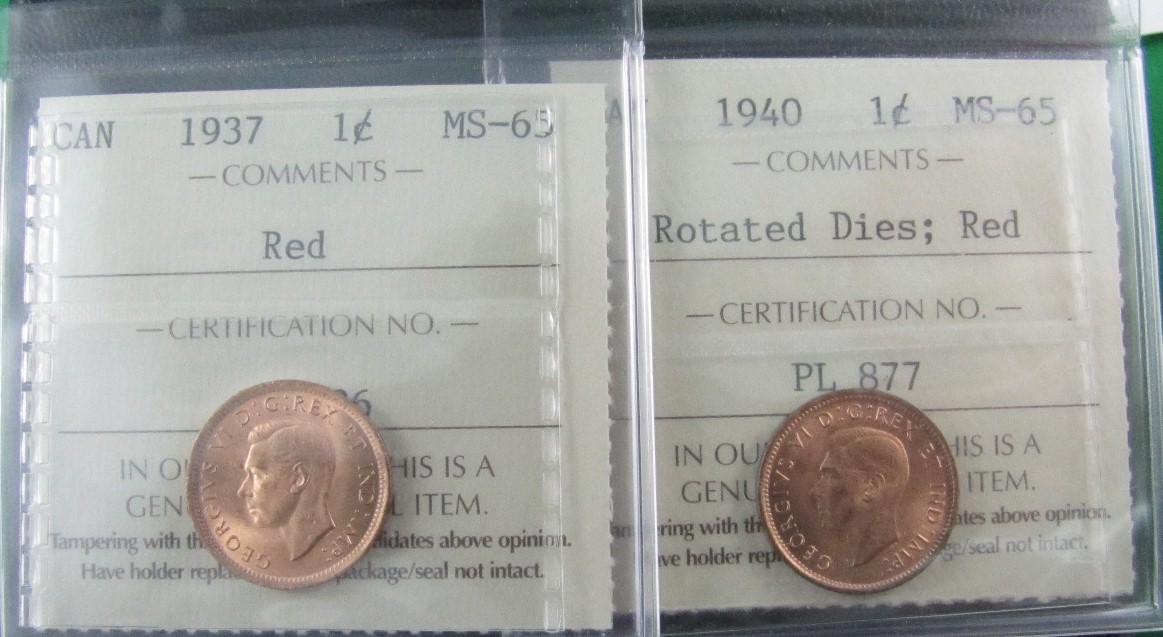 CAN 1937 1¢ MS-65
— COMMENTS —
Red
— CERTIFICATION NO. —
36
IN OU HIS IS A
GEN L ITEM.
Tampering with th lidates above opinion.
Have holder repla package/seal not intact.
GEORGIVS VI D:G:REX ET IND:IMP:
1940 1¢ MS-65
— COMMENTS —
Rotated Dies; Red
— CERTIFICATION NO. —
PL 877
IN OU HIS IS A
GENU ITEM.
ring with th ates above opinion.
ve holder rep ge/seal not intact.
GEORGIVS VI D:G:REX ET IND:IMP: